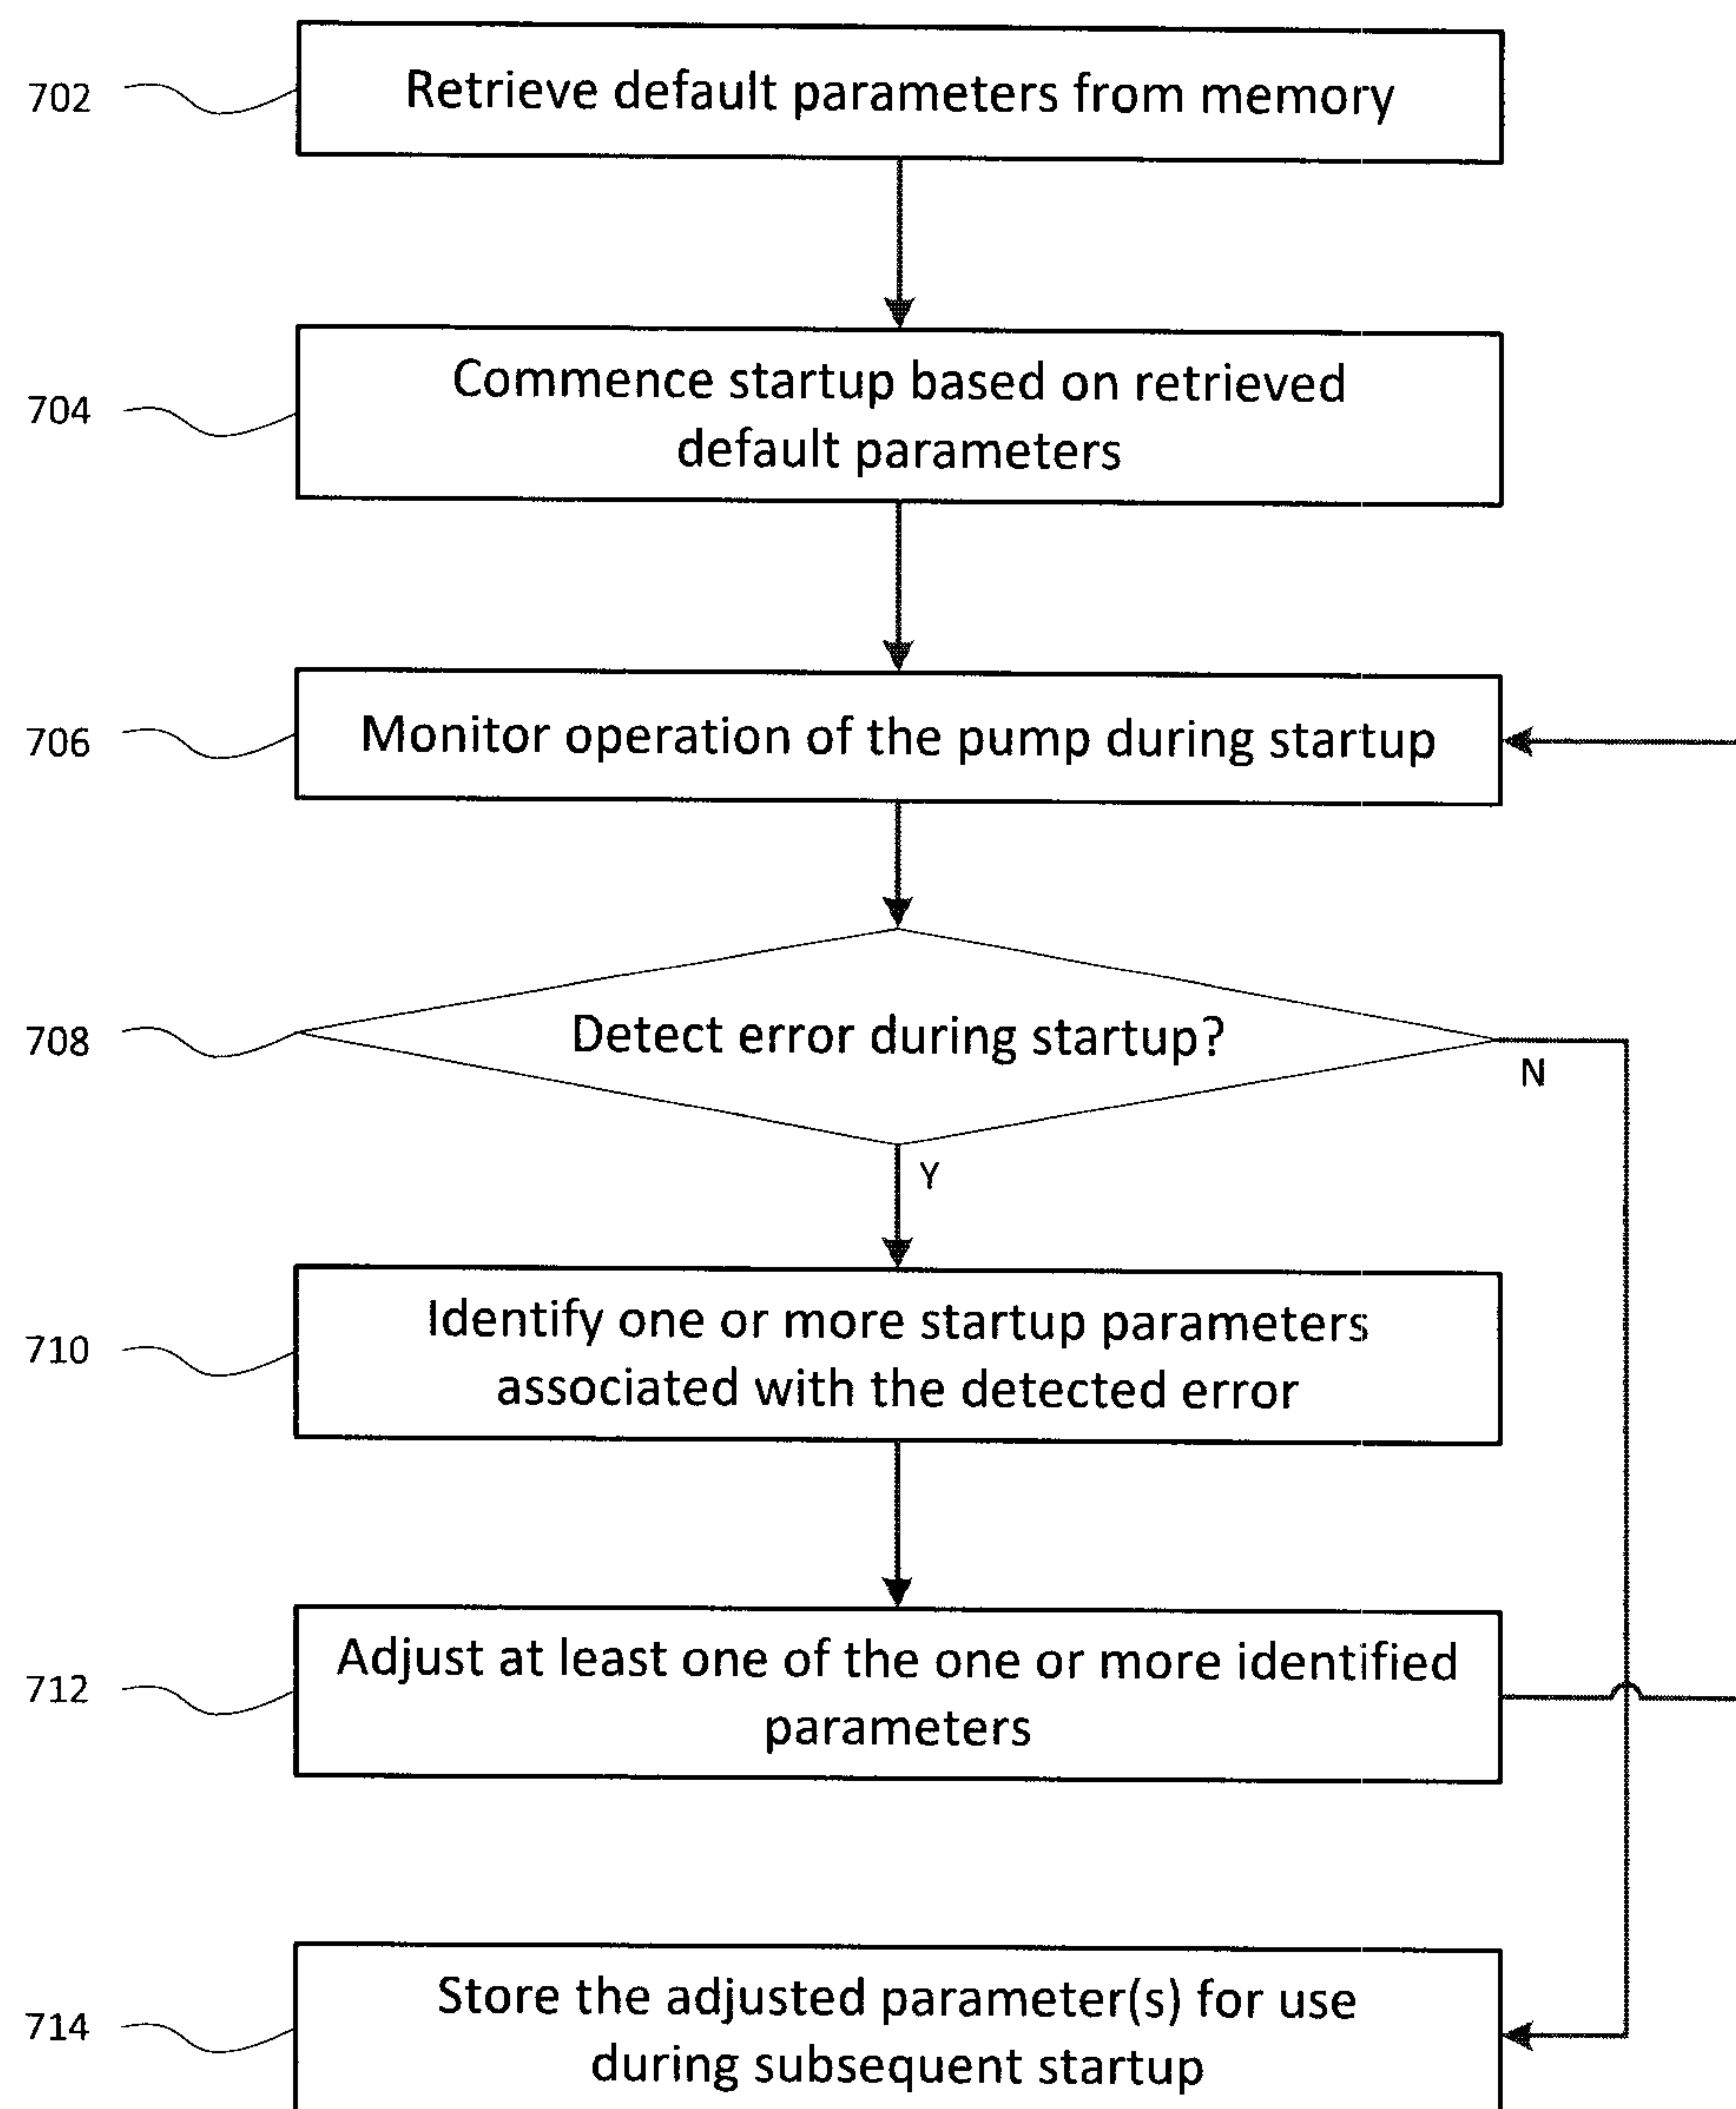 702
Retrieve default parameters from memory
704
Commence startup based on retrieved
default parameters
706
Monitor operation of the pump during startup
708
Detect error during startup?
N
Y
710
Identify one or more startup parameters
associated with the detected error
712
Adjust at least one of the one or more identified
parameters
714
Store the adjusted parameter(s) for use
during subsequent startup